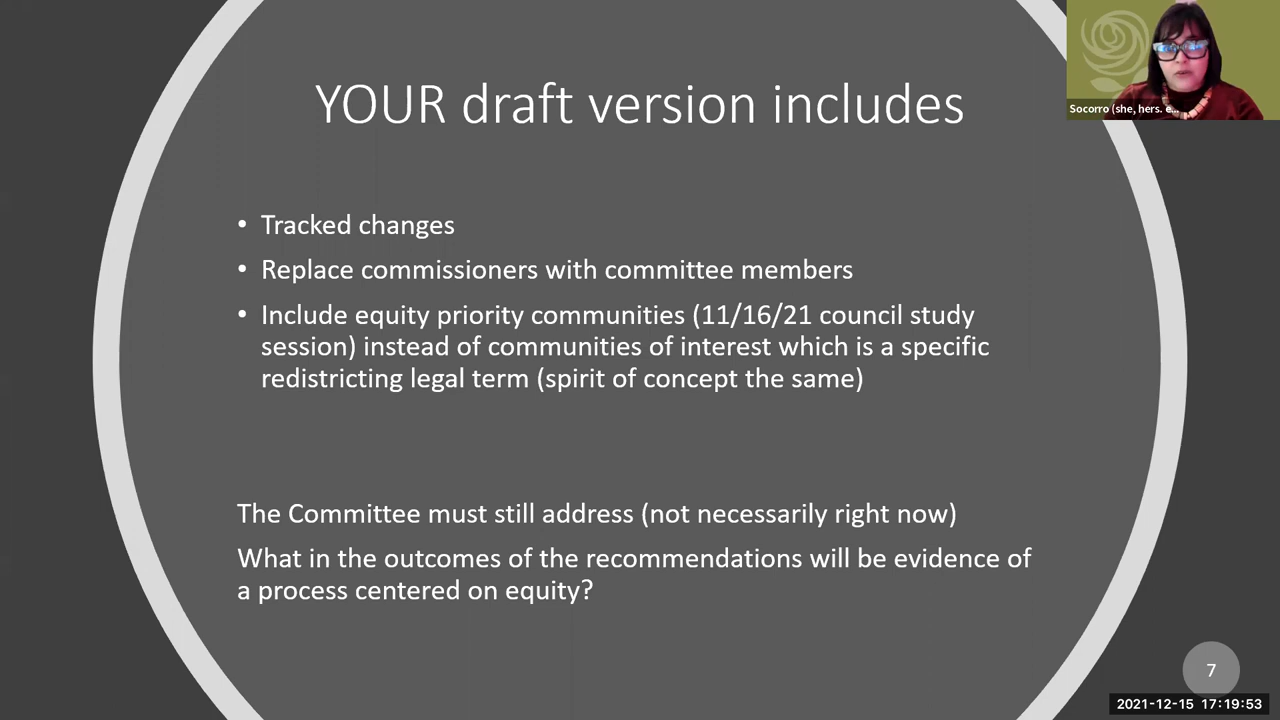 Socorro (she, hers. e...
YOUR draft version includes
• Tracked changes
• Replace commissioners with committee members
• Include equity priority communities (11/16/21 council study
session) instead of communities of interest which is a specific
redistricting legal term (spirit of concept the same)
The Committee must still address (not necessarily right now)
What in the outcomes of the recommendations will be evidence of
a process centered on equity?
7
2021-12-15 17:19:53